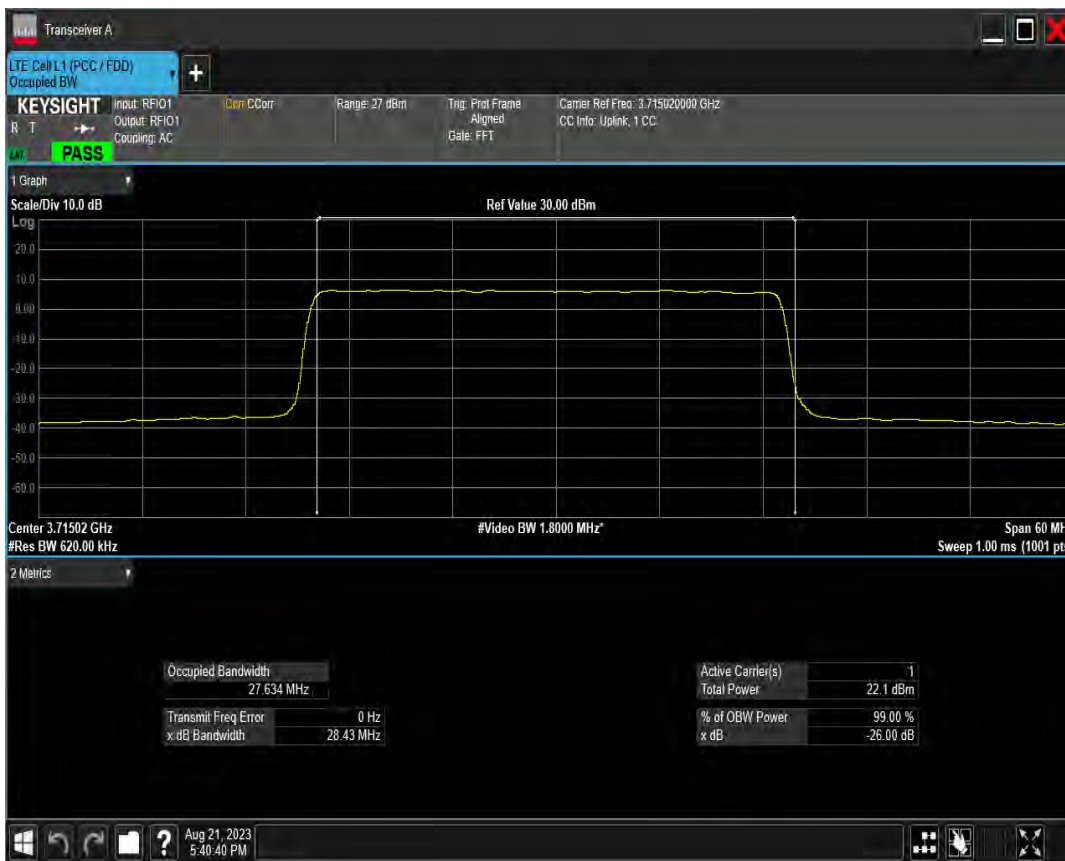 Transceiver A
LTE Cell L1 (PCC / FDD)
Occupied BW
KEYSIGHT
R T
LXI
PASS
Input: RFIO1
Output: RFIO1
Coupling: AC
Corr CCorr
Range: 27 dBm
Trig: Prot Frame
Aligned
Gate: FFT
Carrier Ref Freq: 3.715020000 GHz
CC Info: Uplink, 1 CC
1 Graph
Scale/Div 10.0 dB
Ref Value 30.00 dBm
Log
20.0
10.0
0.00
-10.0
-20.0
-30.0
-40.0
-50.0
-60.0
Center 3.71502 GHz
#Video BW 1.8000 MHz*
Span 60 MH
#Res BW 620.00 kHz
Sweep 1.00 ms (1001 pts
2 Metrics
Occupied Bandwidth
27.634 MHz
Transmit Freq Error 0 Hz
x dB Bandwidth 28.43 MHz
Active Carrier(s) 1
Total Power 22.1 dBm
% of OBW Power 99.00 %
x dB -26.00 dB
?
Aug 21, 2023
5:40:40 PM